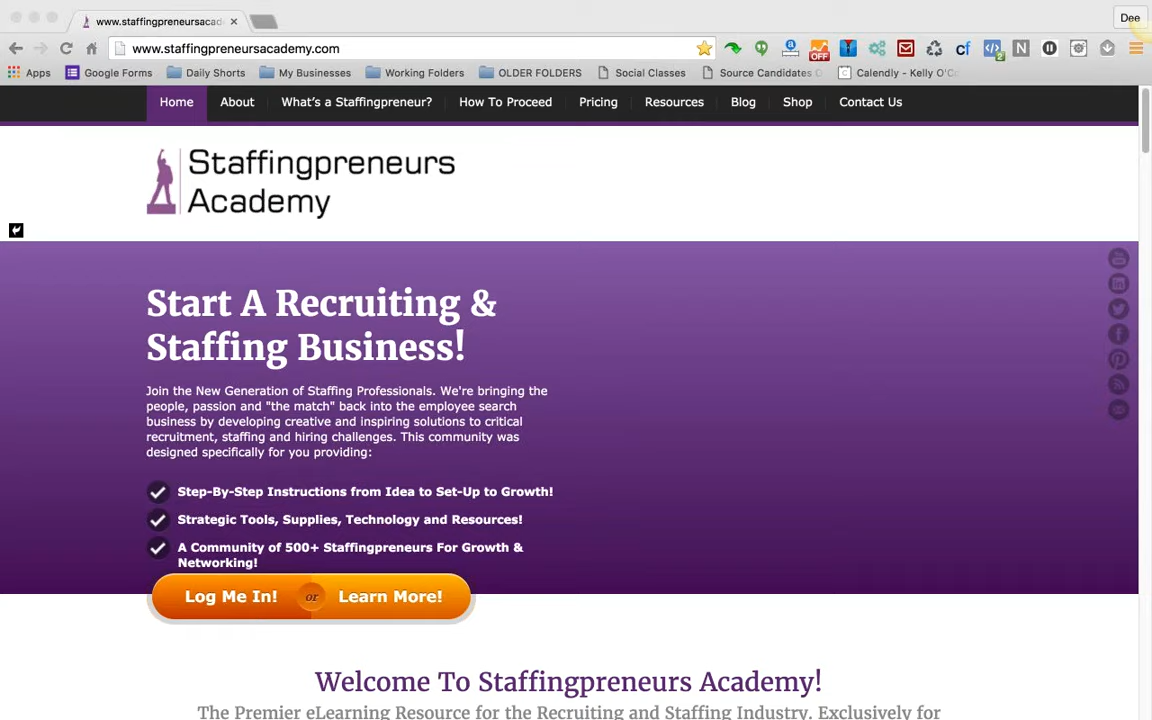 www.staffingpreneursacad
Dee
www.staffingpreneursacademy.com
OFF
2
cf
N
Apps
Google Forms
Daily Shorts
My Businesses
Working Folders
OLDER FOLDERS
Social Classes
Source Candidates
Calendly - Kelly O'C
Home
About
What's a Staffingpreneur?
How To Proceed
Pricing
Resources
Blog
Shop
Contact Us
Staffingpreneurs
Academy
Start A Recruiting &
Staffing Business!
Join the New Generation of Staffing Professionals. We're bringing the
people, passion and "the match" back into the employee search
business by developing creative and inspiring solutions to critical
recruitment, staffing and hiring challenges. This community was
designed specifically for you providing:
Step-By-Step Instructions from Idea to Set-Up to Growth!
Strategic Tools, Supplies, Technology and Resources!
A Community of 500+ Staffingpreneurs For Growth &
Networking!
Log Me In! or Learn More!
Welcome To Staffingpreneurs Academy!
The Premier eLearning Resource for the Recruiting and Staffing Industry. Exclusively for